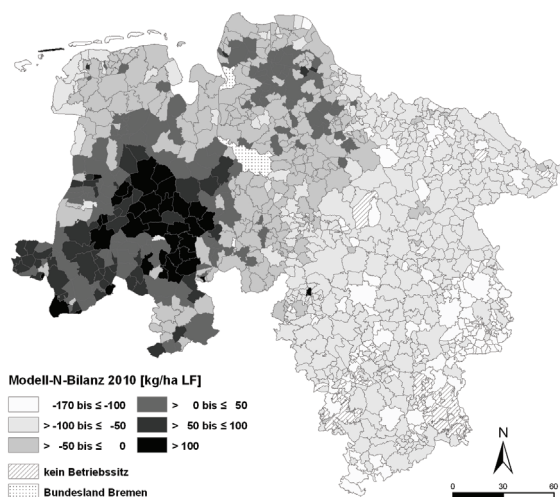 Modell-N-Bilanz 2010 [kg/ha LF]
-170 bis ≤ -100
> 0 bis ≤ 50
> -100 bis ≤ -50
> 50 bis ≤ 100
> -50 bis ≤ 0
> 100
kein Betriebssitz
Bundesland Bremen
N
0 30 60